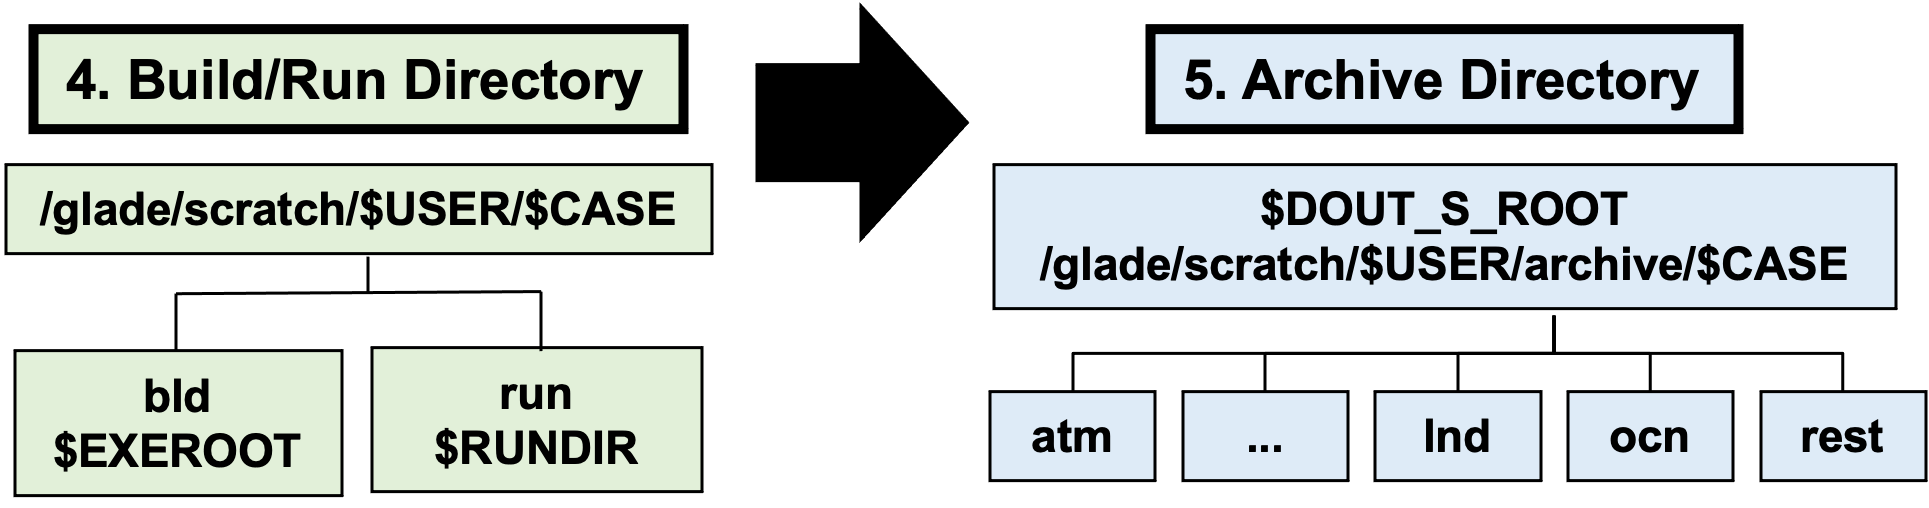 4. Build/Run Directory
/glade/scratch/$USER/$CASE
bld
$EXEROOT
run
$RUNDIR
5. Archive Directory
$DOUT_S_ROOT
/glade/scratch/$USER/archive/$CASE
atm
...
lnd
ocn
rest